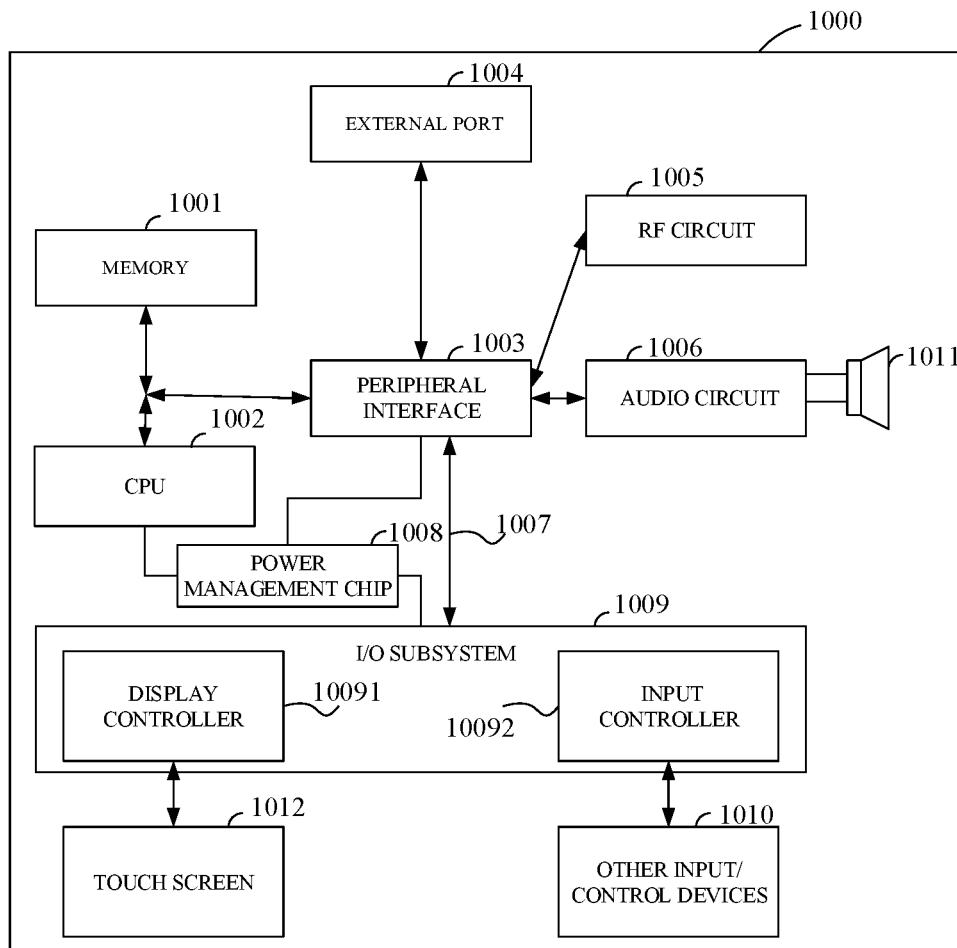 1000
1004
EXTERNAL PORT
1005
RF CIRCUIT
1001
MEMORY
1003
PERIPHERAL
INTERFACE
1006
AUDIO CIRCUIT
1011
1002
CPU
1007
1008
POWER
MANAGEMENT CHIP
1009
I/O SUBSYSTEM
DISPLAY
CONTROLLER
10091
10092
INPUT
CONTROLLER
1012
TOUCH SCREEN
1010
OTHER INPUT/
CONTROL DEVICES